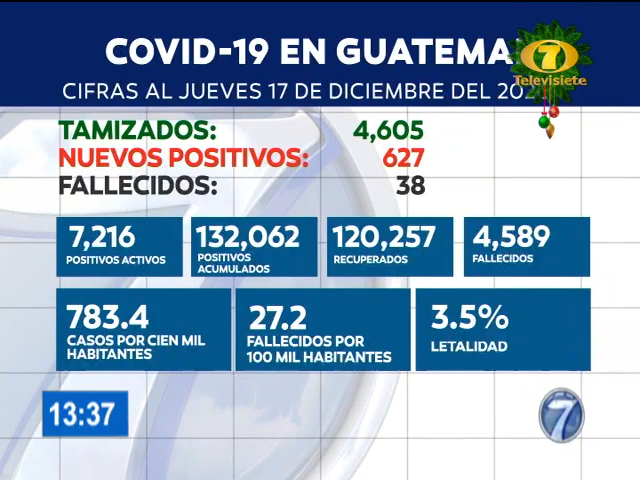 COVID-19 EN GUATEMA
7
Televisiete
CIFRAS AL JUEVES 17 DE DICIEMBRE DEL 20
TAMIZADOS: 4,605
NUEVOS POSITIVOS: 627
FALLECIDOS: 38
7,216 132,062 120,257 4,589
POSITIVOS ACTIVOS POSITIVOS ACUMULADOS RECUPERADOS FALLECIDOS
783.4 27.2 3.5%
CASOS POR CIEN MIL HABITANTES
FALLECIDOS POR 100 MIL HABITANTES
LETALIDAD
13:37
7